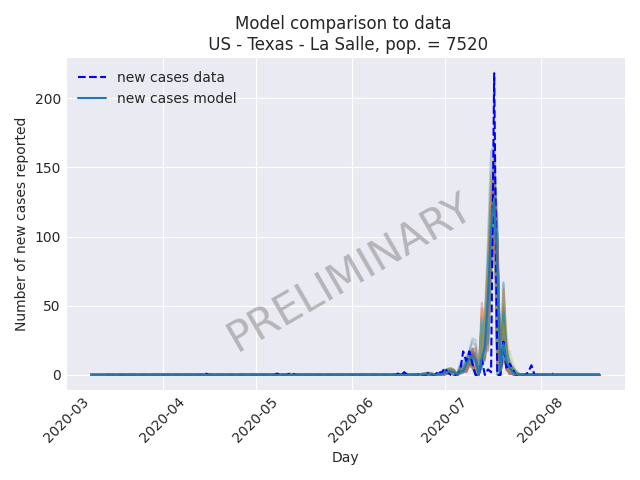 Model comparison to data
US - Texas - La Salle, pop. = 7520
new cases data
new cases model
PRELIMINARY
Number of new cases reported
200
150
100
50
0
2020-03
2020-04
2020-05
2020-06
2020-07
2020-08
Day